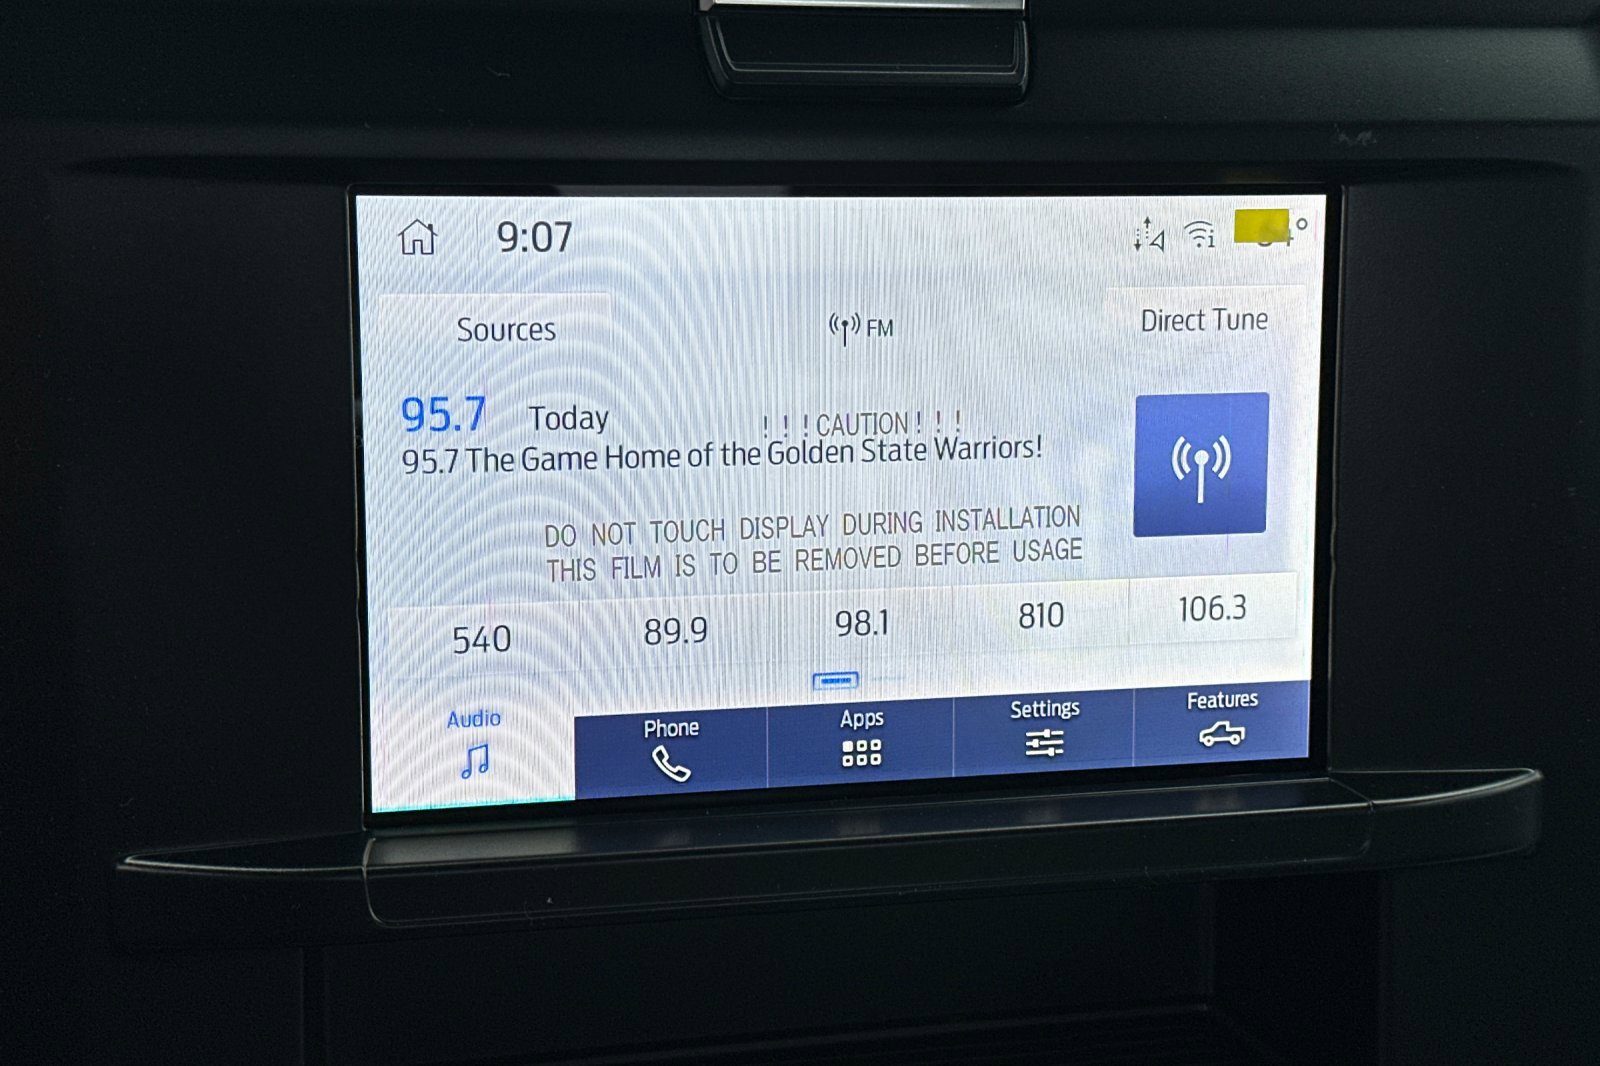 9:07
Sources
FM
Direct Tune
95.7 Today
! ! ! CAUTION ! ! !
95.7 The Game Home of the Golden State Warriors!
DO NOT TOUCH DISPLAY DURING INSTALLATION
THIS FILM IS TO BE REMOVED BEFORE USAGE
540 89.9 98.1 810 106.3
Audio Phone Apps Settings Features